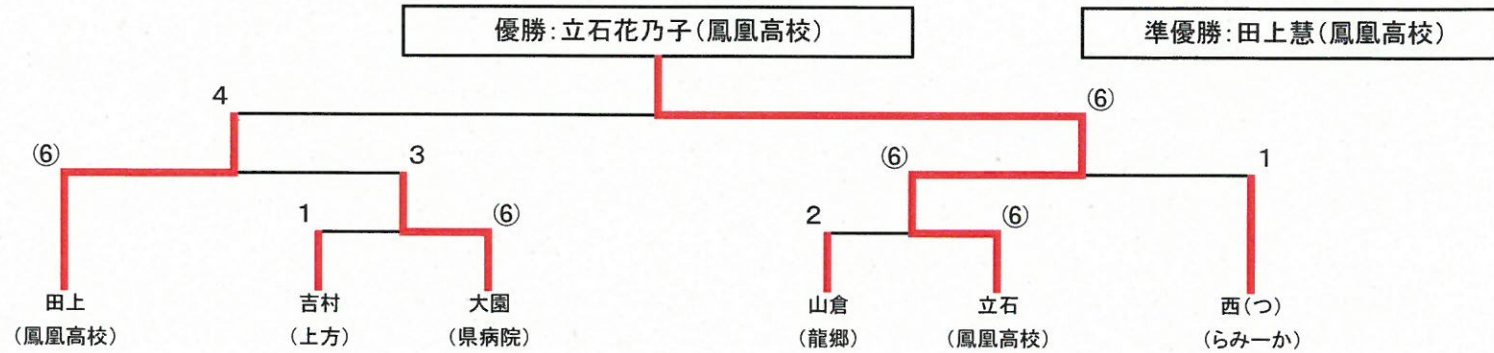 優勝:立石花乃子(鳳凰高校)
準優勝:田上慧(鳳凰高校)
4
⑥
⑥
3
⑥
1
1
⑥
2
⑥
田上
(鳳凰高校)
吉村
(上方)
大園
(県病院)
山倉
(龍郷)
立石
(鳳凰高校)
西(つ)
(らみーか)